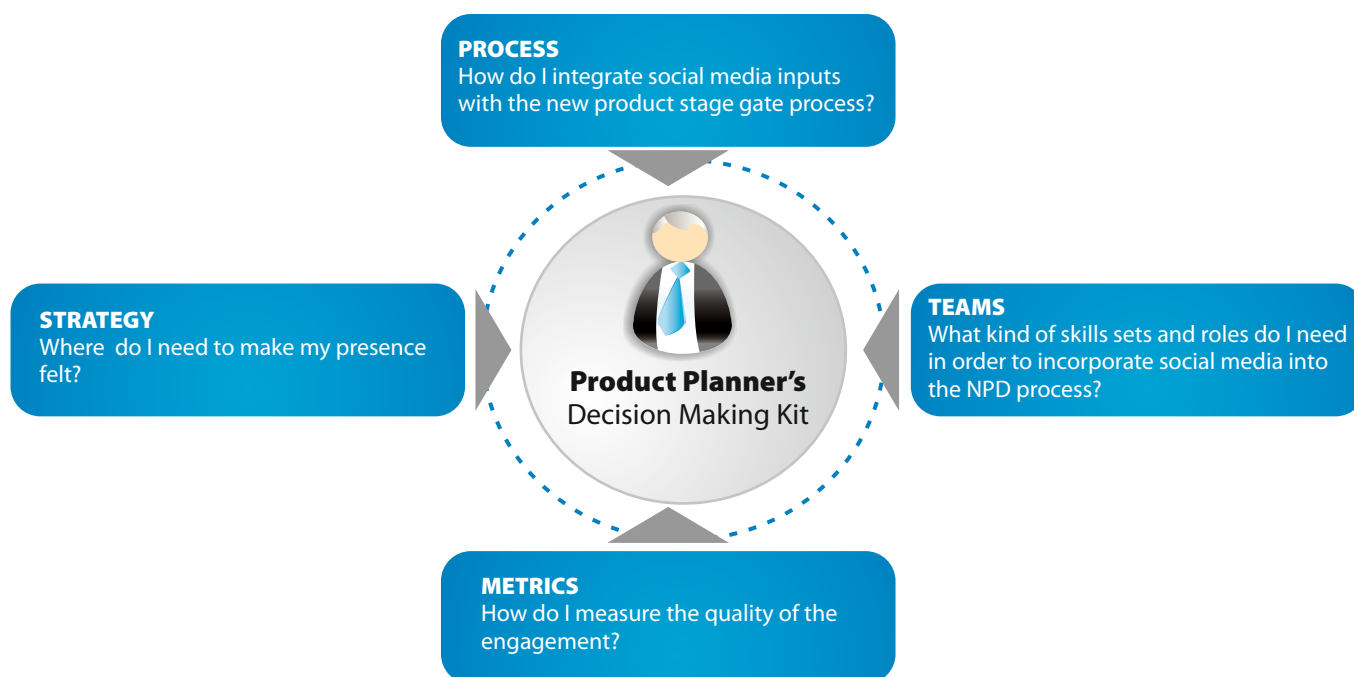 PROCESS
How do I integrate social media inputs
with the new product stage gate process?
STRATEGY
Where do I need to make my presence
felt?
Product Planner's
Decision Making Kit
TEAMS
What kind of skills sets and roles do I need
in order to incorporate social media into
the NPD process?
METRICS
How do I measure the quality of the
engagement?